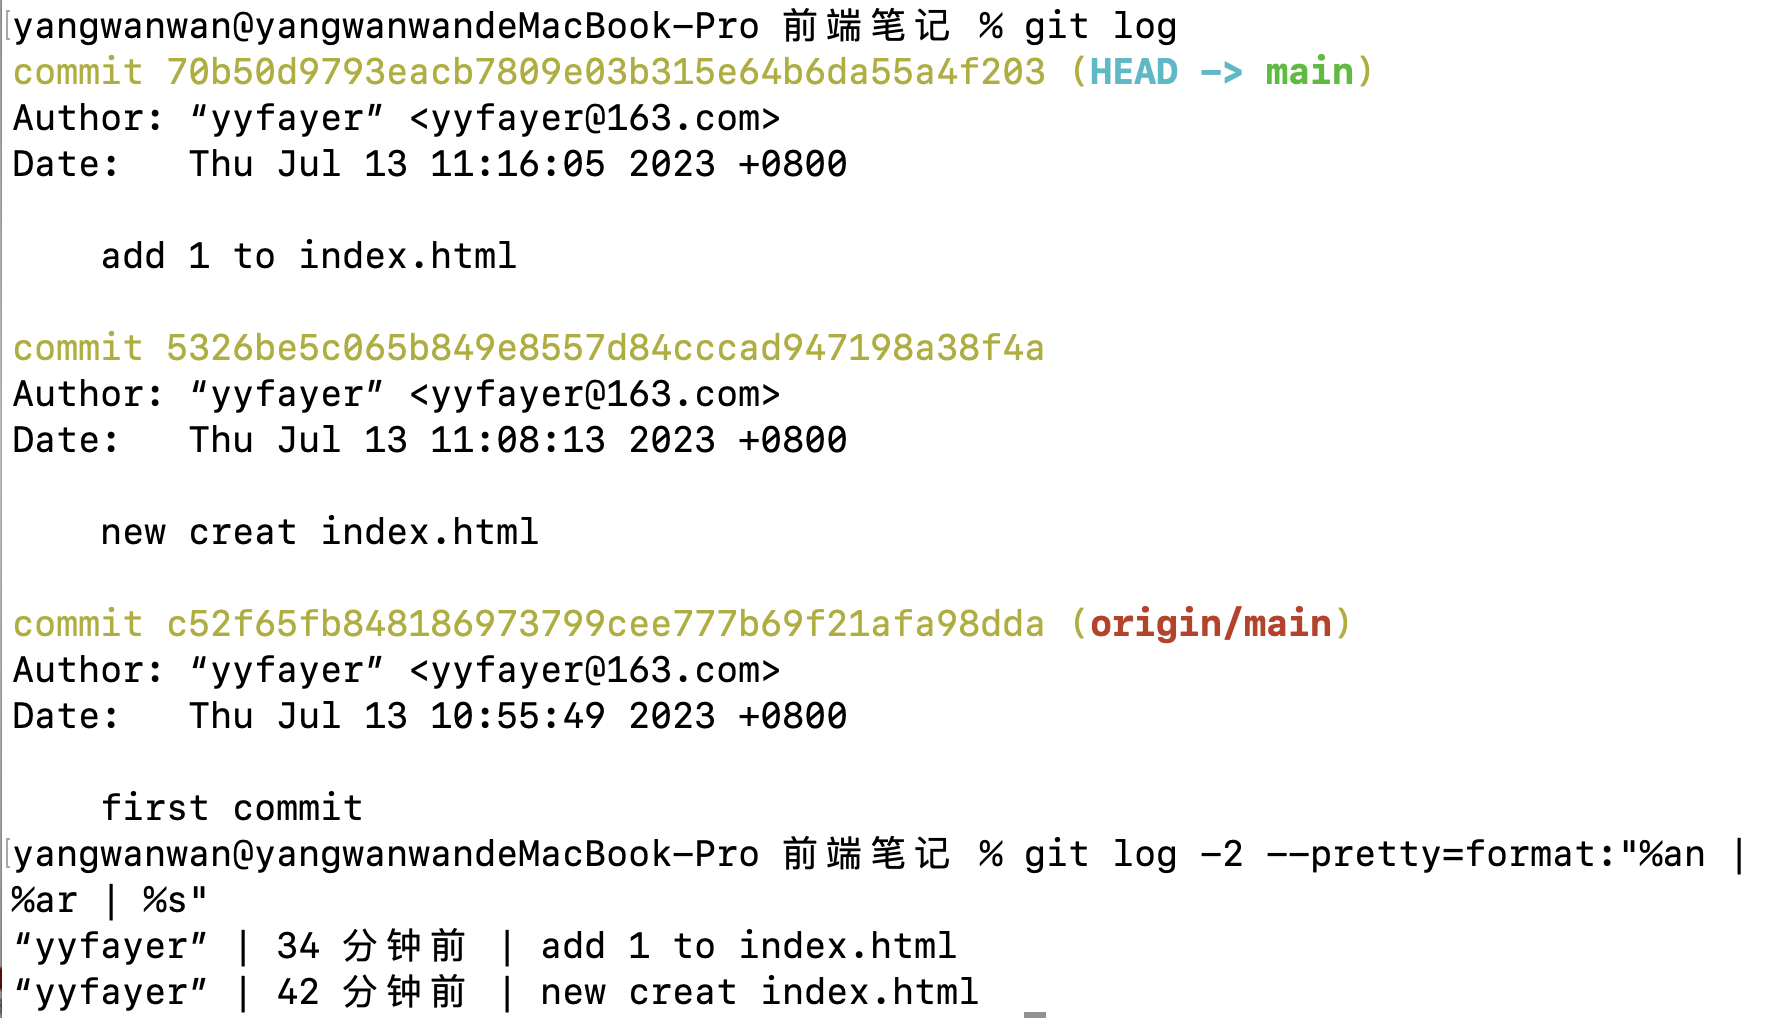 yangwanwan@yangwanwandeMacBook-Pro 前端笔记 % git log
commit 70b50d9793eacb7809e03b315e64b6da55a4f203 (HEAD -> main)
Author: “yyfayer” <yyfayer@163.com>
Date:   Thu Jul 13 11:16:05 2023 +0800
    add 1 to index.html
commit 5326be5c065b849e8557d84cccad947198a38f4a
Author: “yyfayer” <yyfayer@163.com>
Date:   Thu Jul 13 11:08:13 2023 +0800
    new creat index.html
commit c52f65fb848186973799cee777b69f21afa98dda (origin/main)
Author: “yyfayer” <yyfayer@163.com>
Date:   Thu Jul 13 10:55:49 2023 +0800
    first commit
yangwanwan@yangwanwandeMacBook-Pro 前端笔记 % git log -2 --pretty=format:"%an |
%ar | %s"
“yyfayer” | 34 分钟前 | add 1 to index.html
“yyfayer” | 42 分钟前 | new creat index.html